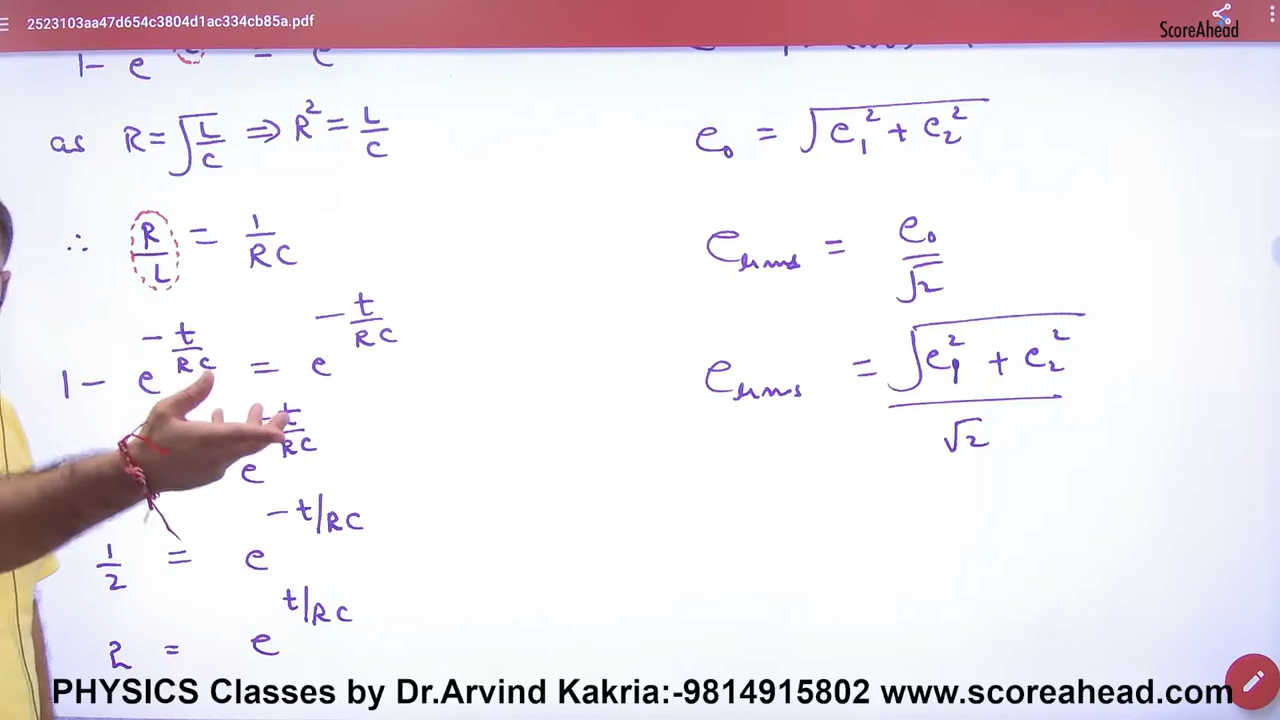 2523103aa47d654c3804d1ac334cb85a.pdf
ScoreAhead
1 - e = e
as R = √(L/C) ⇒ R² = L/C
∴ R/L = 1/RC
1 - e^(-t/RC) = e^(-t/RC)
e^(-t/RC)
1/2 = e^(-t/RC)
2 = e^(t/RC)
e₀ = √(e₁² + e₂²)
e_rms = e₀/√2
e_rms = √(e₁² + e₂²)/√2
PHYSICS Classes by Dr.Arvind Kakria:-9814915802 www.scoreahead.com